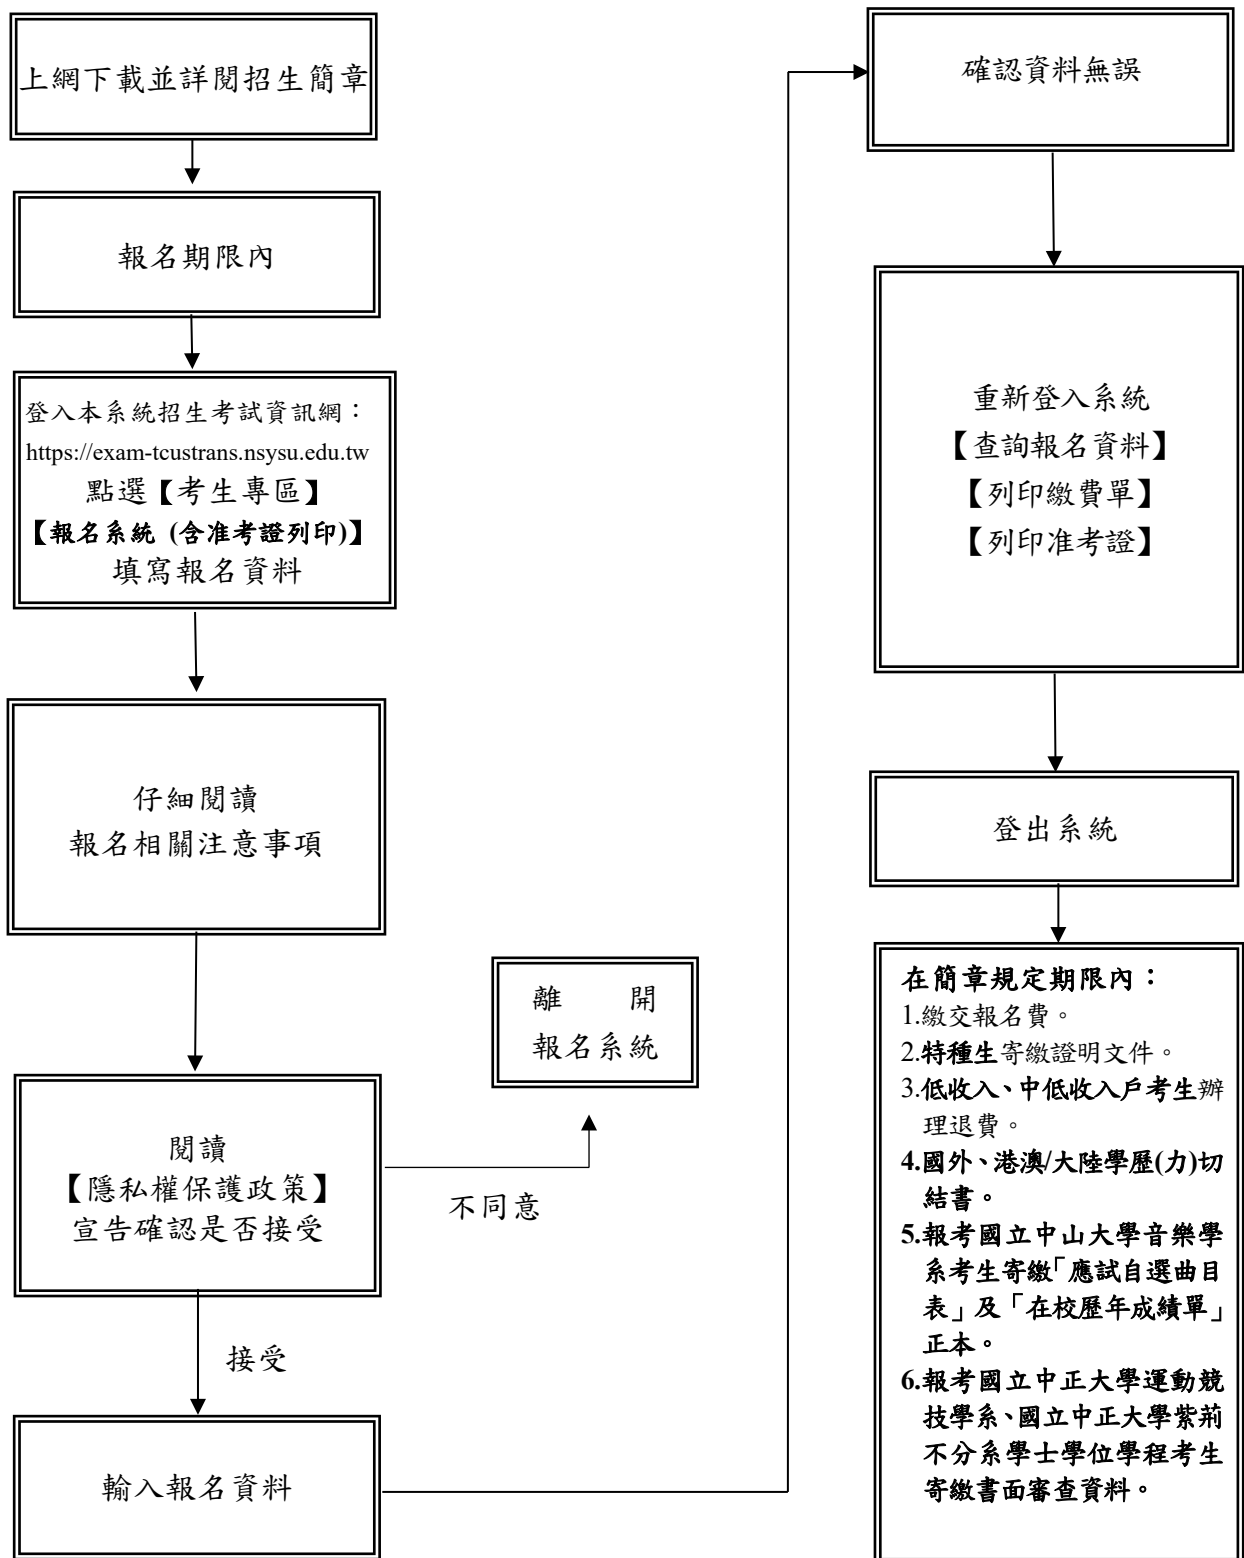 上網下載並詳閱招生簡章
報名期限內
登入本系統招生考試資訊網：
https://exam-tcustrans.nsysu.edu.tw
點選【考生專區】
【報名系統 (含准考證列印)】
填寫報名資料
仔細閱讀
報名相關注意事項
閱讀
【隱私權保護政策】
宣告確認是否接受
不同意
離　開
報名系統
接受
輸入報名資料
確認資料無誤
重新登入系統
【查詢報名資料】
【列印繳費單】
【列印准考證】
登出系統
在簡章規定期限內：
1.繳交報名費。
2.特種生寄繳證明文件。
3.低收入、中低收入戶考生辦
理退費。
4.國外、港澳/大陸學歷(力)切
結書。
5.報考國立中山大學音樂學
系考生寄繳「應試自選曲目
表」及「在校歷年成績單」
正本。
6.報考國立中正大學運動競
技學系、國立中正大學紫荊
不分系學士學位學程考生
寄繳書面審查資料。